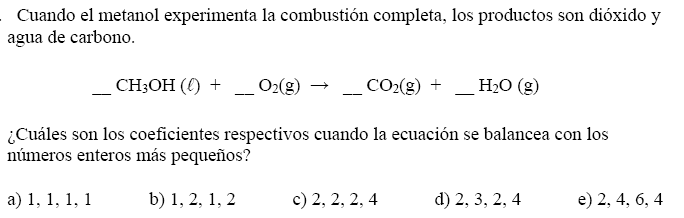 . Cuando el metanol experimenta la combustión completa, los productos son dióxido y
agua de carbono.
__ CH₃OH (ℓ) + __ O₂(g) → __ CO₂(g) + __ H₂O (g)
¿Cuáles son los coeficientes respectivos cuando la ecuación se balancea con los
números enteros más pequeños?
a) 1, 1, 1, 1 b) 1, 2, 1, 2 c) 2, 2, 2, 4 d) 2, 3, 2, 4 e) 2, 4, 6, 4